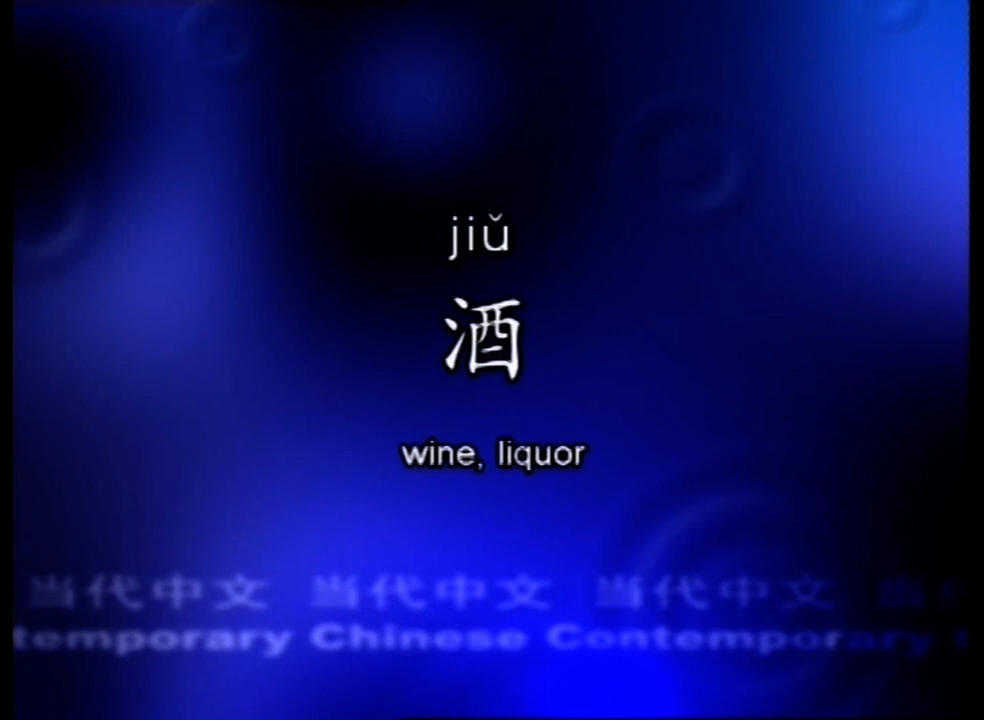 jiǔ
酒
wine, liquor
当代中文 当代中文 当代中文 当
temporary Chinese Contemporary